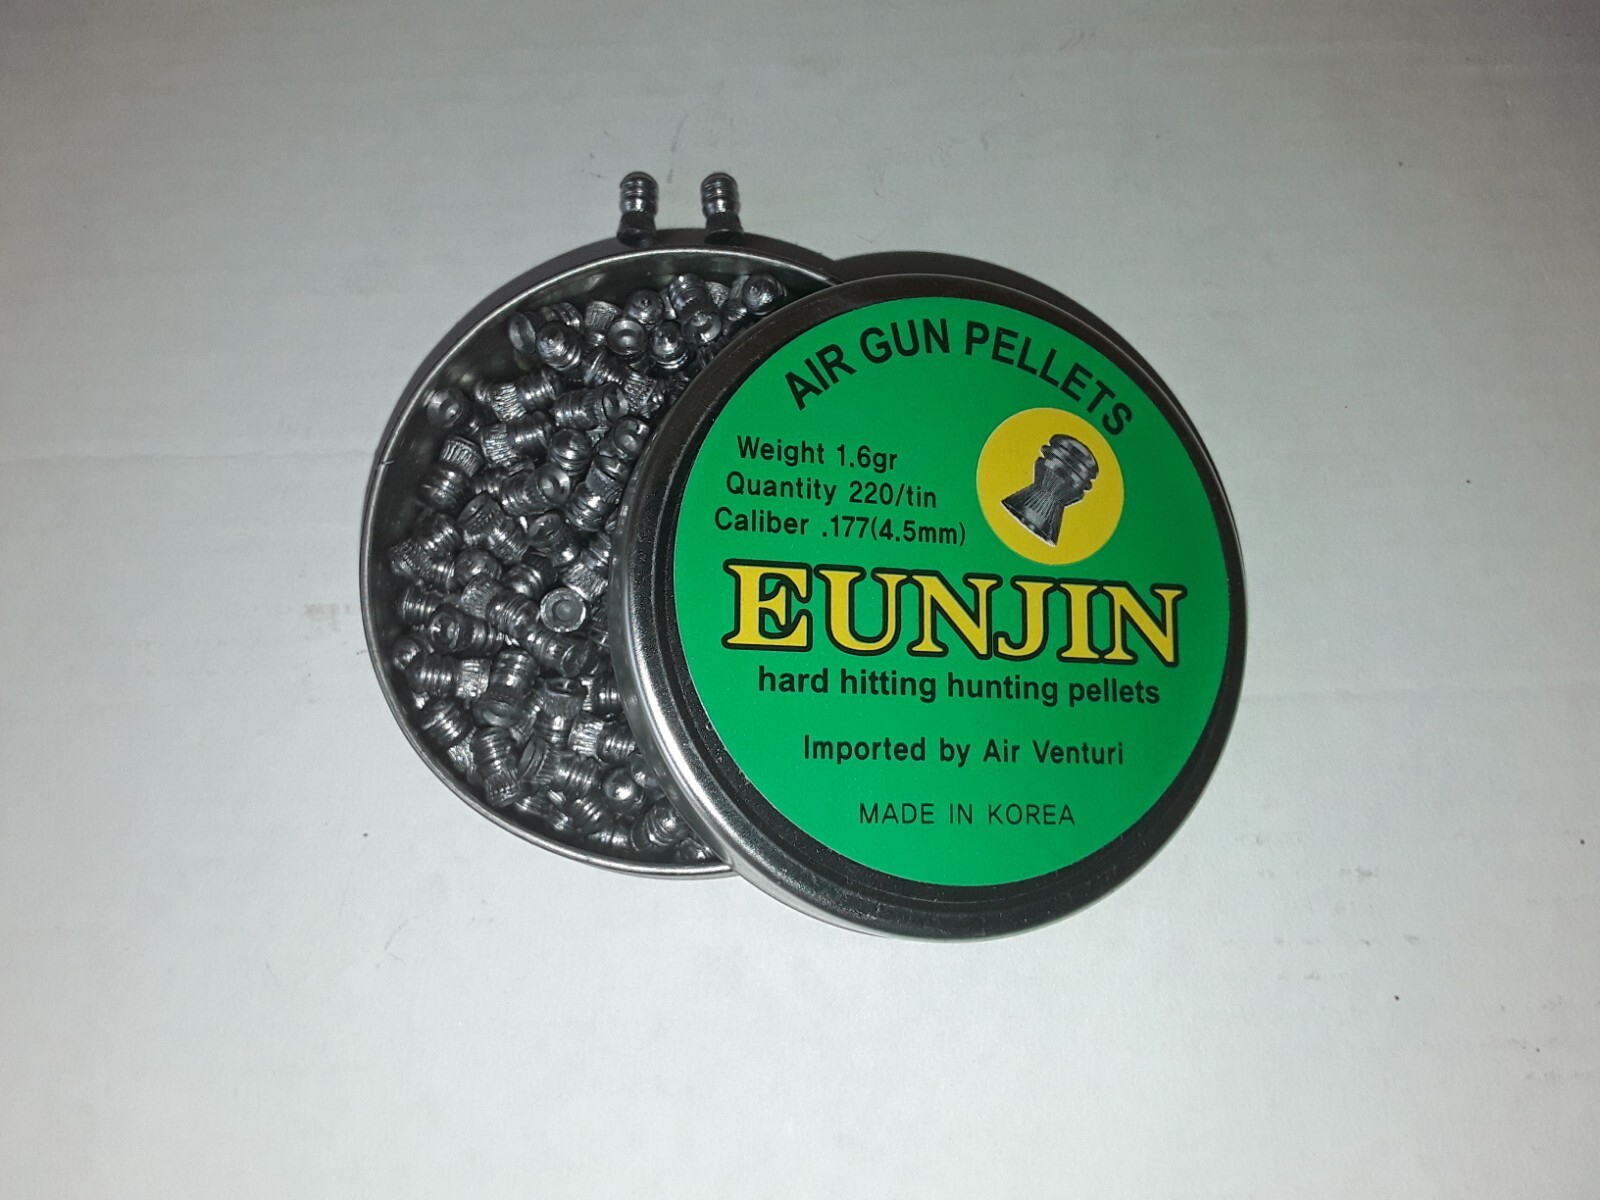 AIR GUN PELLETS
Weight 1.6gr
Quantity 220/tin
Caliber .177(4.5mm)
EUNJIN
hard hitting hunting pellets
Imported by Air Venturi
MADE IN KOREA